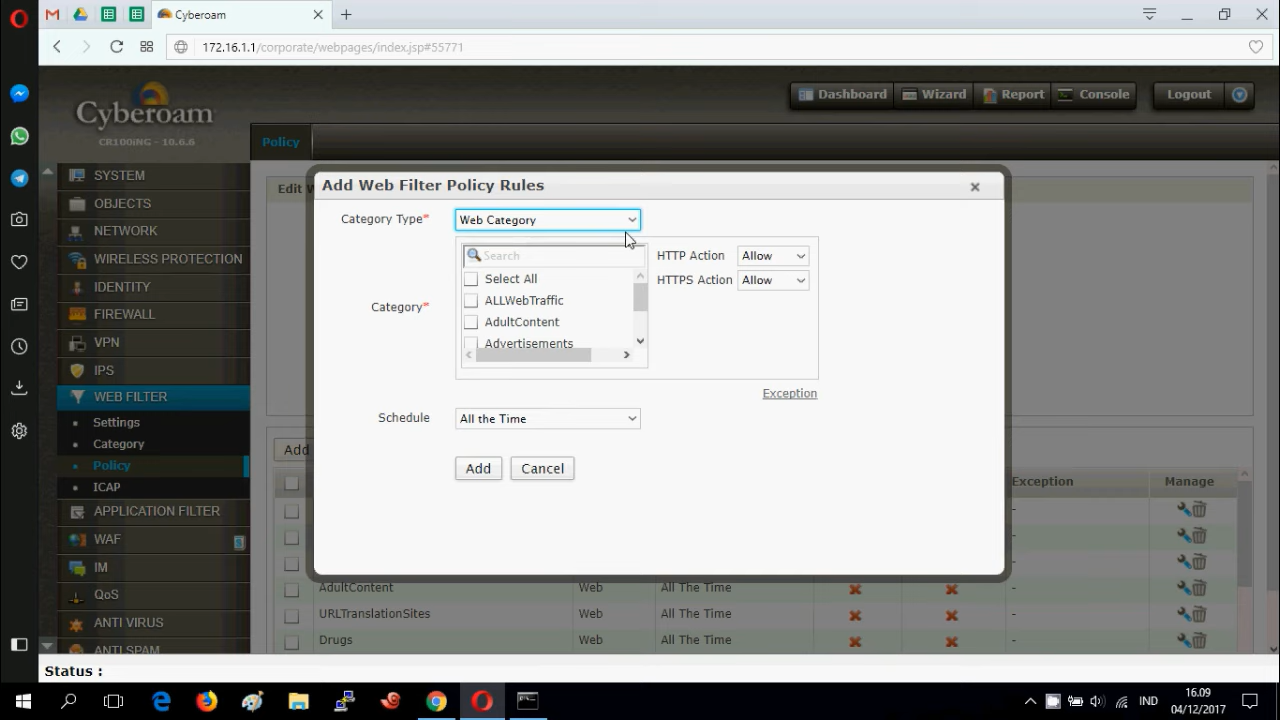 Cyberoam
172.16.1.1/corporate/webpages/index.jsp#55771
Cyberoam
CR100iNG - 10.6.6
Dashboard
Wizard
Report
Console
Logout
Policy
SYSTEM
OBJECTS
NETWORK
WIRELESS PROTECTION
IDENTITY
FIREWALL
VPN
IPS
WEB FILTER
Settings
Category
Policy
ICAP
APPLICATION FILTER
WAF
IM
QoS
ANTI VIRUS
ANTI SPAM
Edit W
Add Web Filter Policy Rules
Category Type* Web Category
Search
HTTP Action Allow
Select All
HTTPS Action Allow
ALLWebTraffic
Category*
AdultContent
Advertisements
Exception
Schedule All the Time
Add Cancel
Add
Exception Manage
-
-
-
AdultContent Web All The Time -
URLTranslationSites Web All The Time -
Drugs Web All The Time -
Status :
IND
16.09
04/12/2017